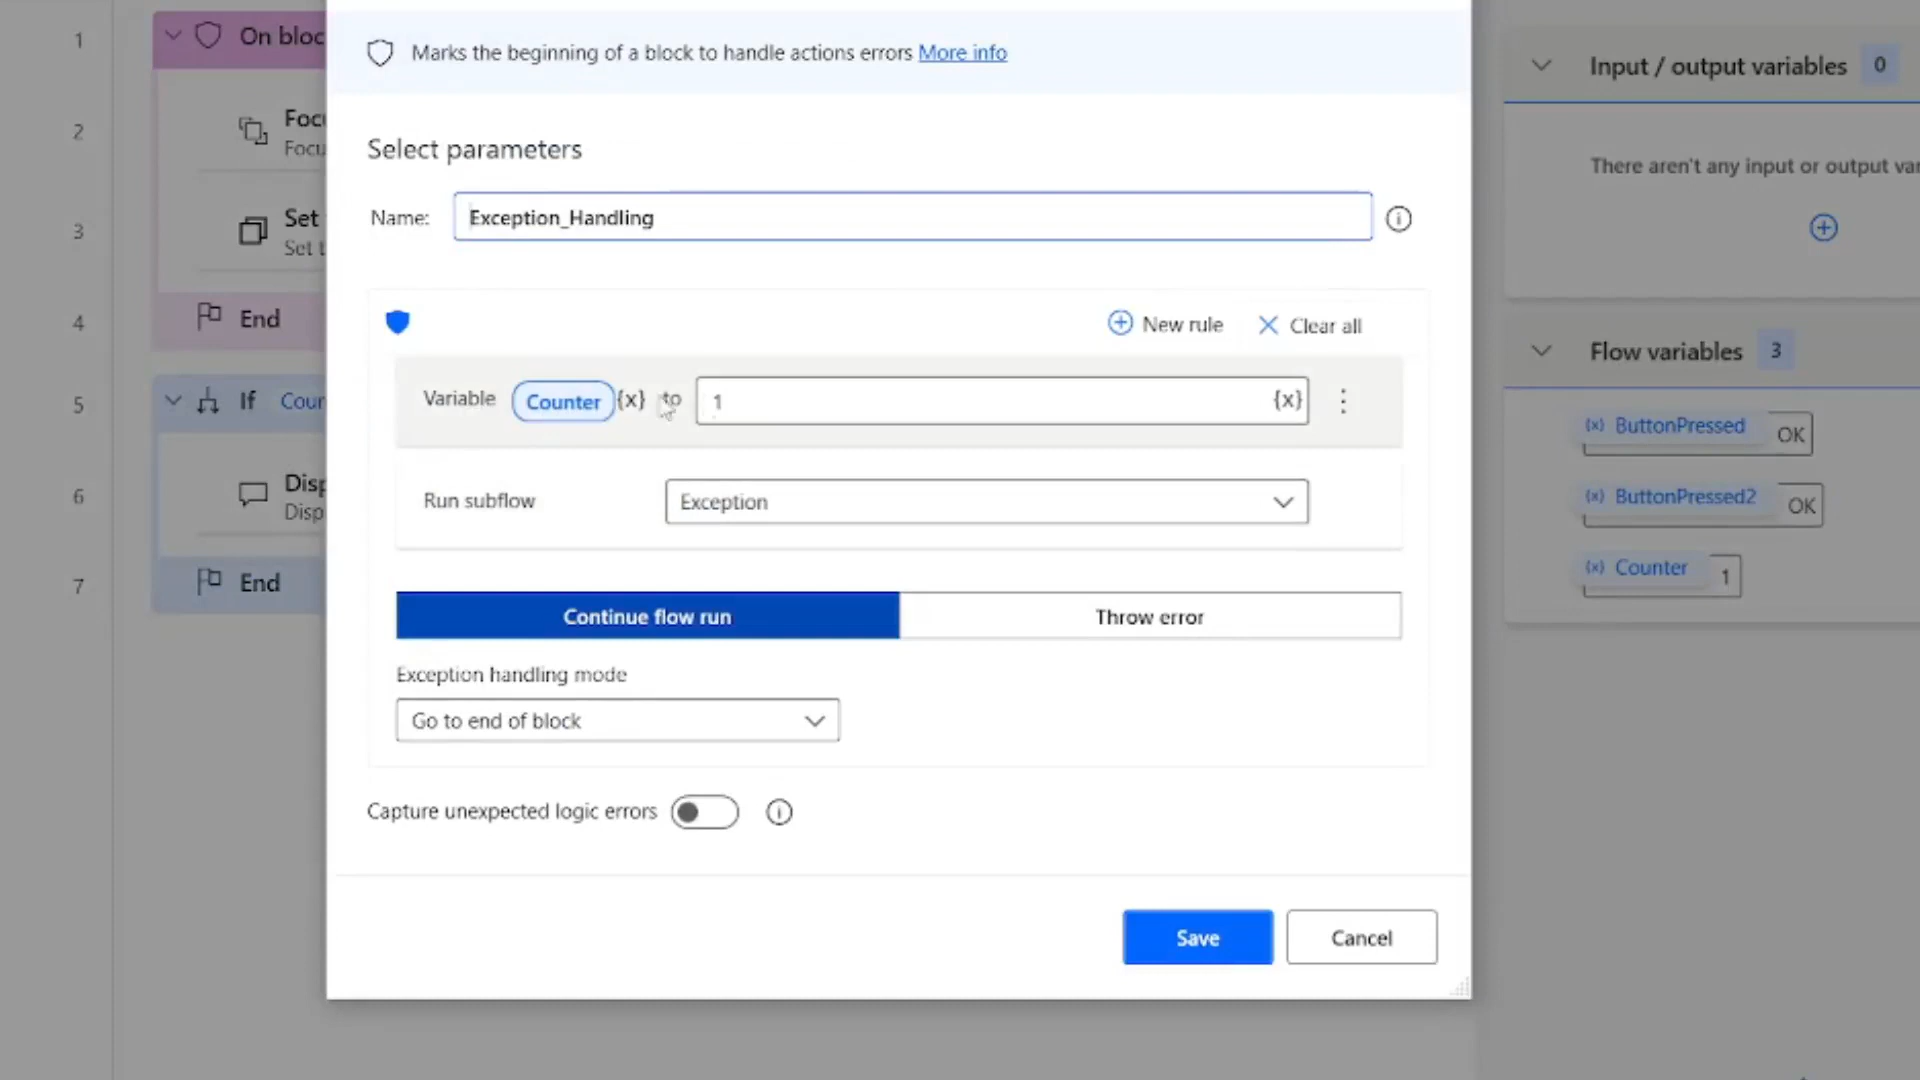 1
On bloc
Marks the beginning of a block to handle actions errors More info
Input / output variables 0
2
Focu
Focu
Select parameters
There aren't any input or output var
Name: Exception_Handling
3
Set
Set t
4
End
New rule
Clear all
Flow variables 3
5
If Coun
Variable Counter {x} to 1 {x}
ButtonPressed OK
6
Disp
Disp
Run subflow Exception
ButtonPressed2 OK
7
End
Counter 1
Continue flow run
Throw error
Exception handling mode
Go to end of block
Capture unexpected logic errors
Save
Cancel